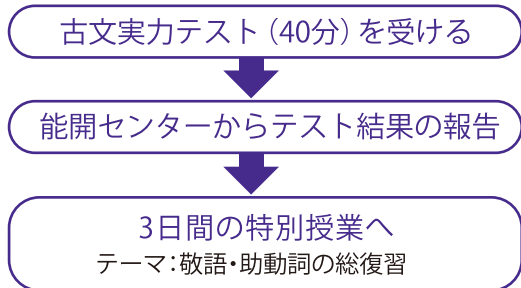 古文実力テスト（40分）を受ける
能開センターからテスト結果の報告
3日間の特別授業へ
テーマ：敬語・助動詞の総復習